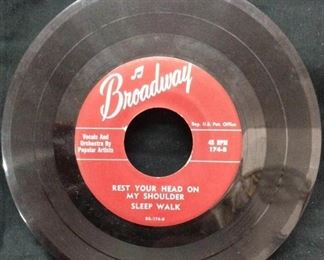 Broadway
Reg. U.S. Pat. Office
Vocals And
Orchestra By
Popular Artists
45 RPM
174-B
REST YOUR HEAD ON
MY SHOULDER
SLEEP WALK